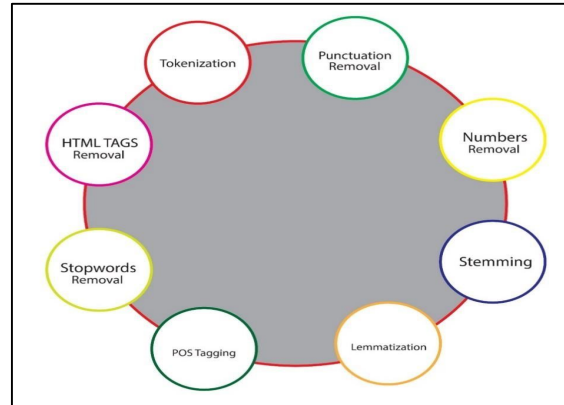 Tokenization
Punctuation
Removal
HTML TAGS
Removal
Numbers
Removal
Stopwords
Removal
Stemming
POS Tagging
Lemmatization